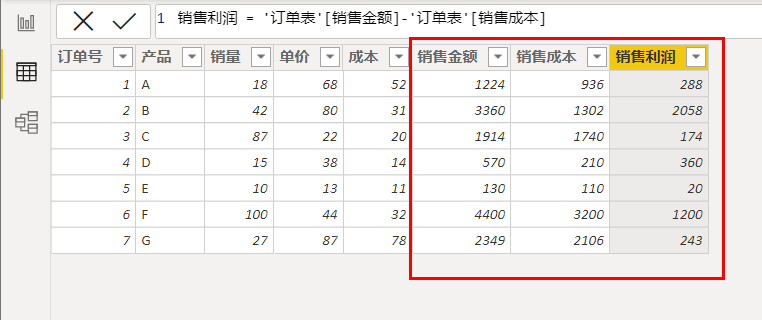 1 销售利润 = '订单表'[销售金额]-'订单表'[销售成本]
订单号 产品 销量 单价 成本 销售金额 销售成本 销售利润
1 A 18 68 52 1224 936 288
2 B 42 80 31 3360 1302 2058
3 C 87 22 20 1914 1740 174
4 D 15 38 14 570 210 360
5 E 10 13 11 130 110 20
6 F 100 44 32 4400 3200 1200
7 G 27 87 78 2349 2106 243